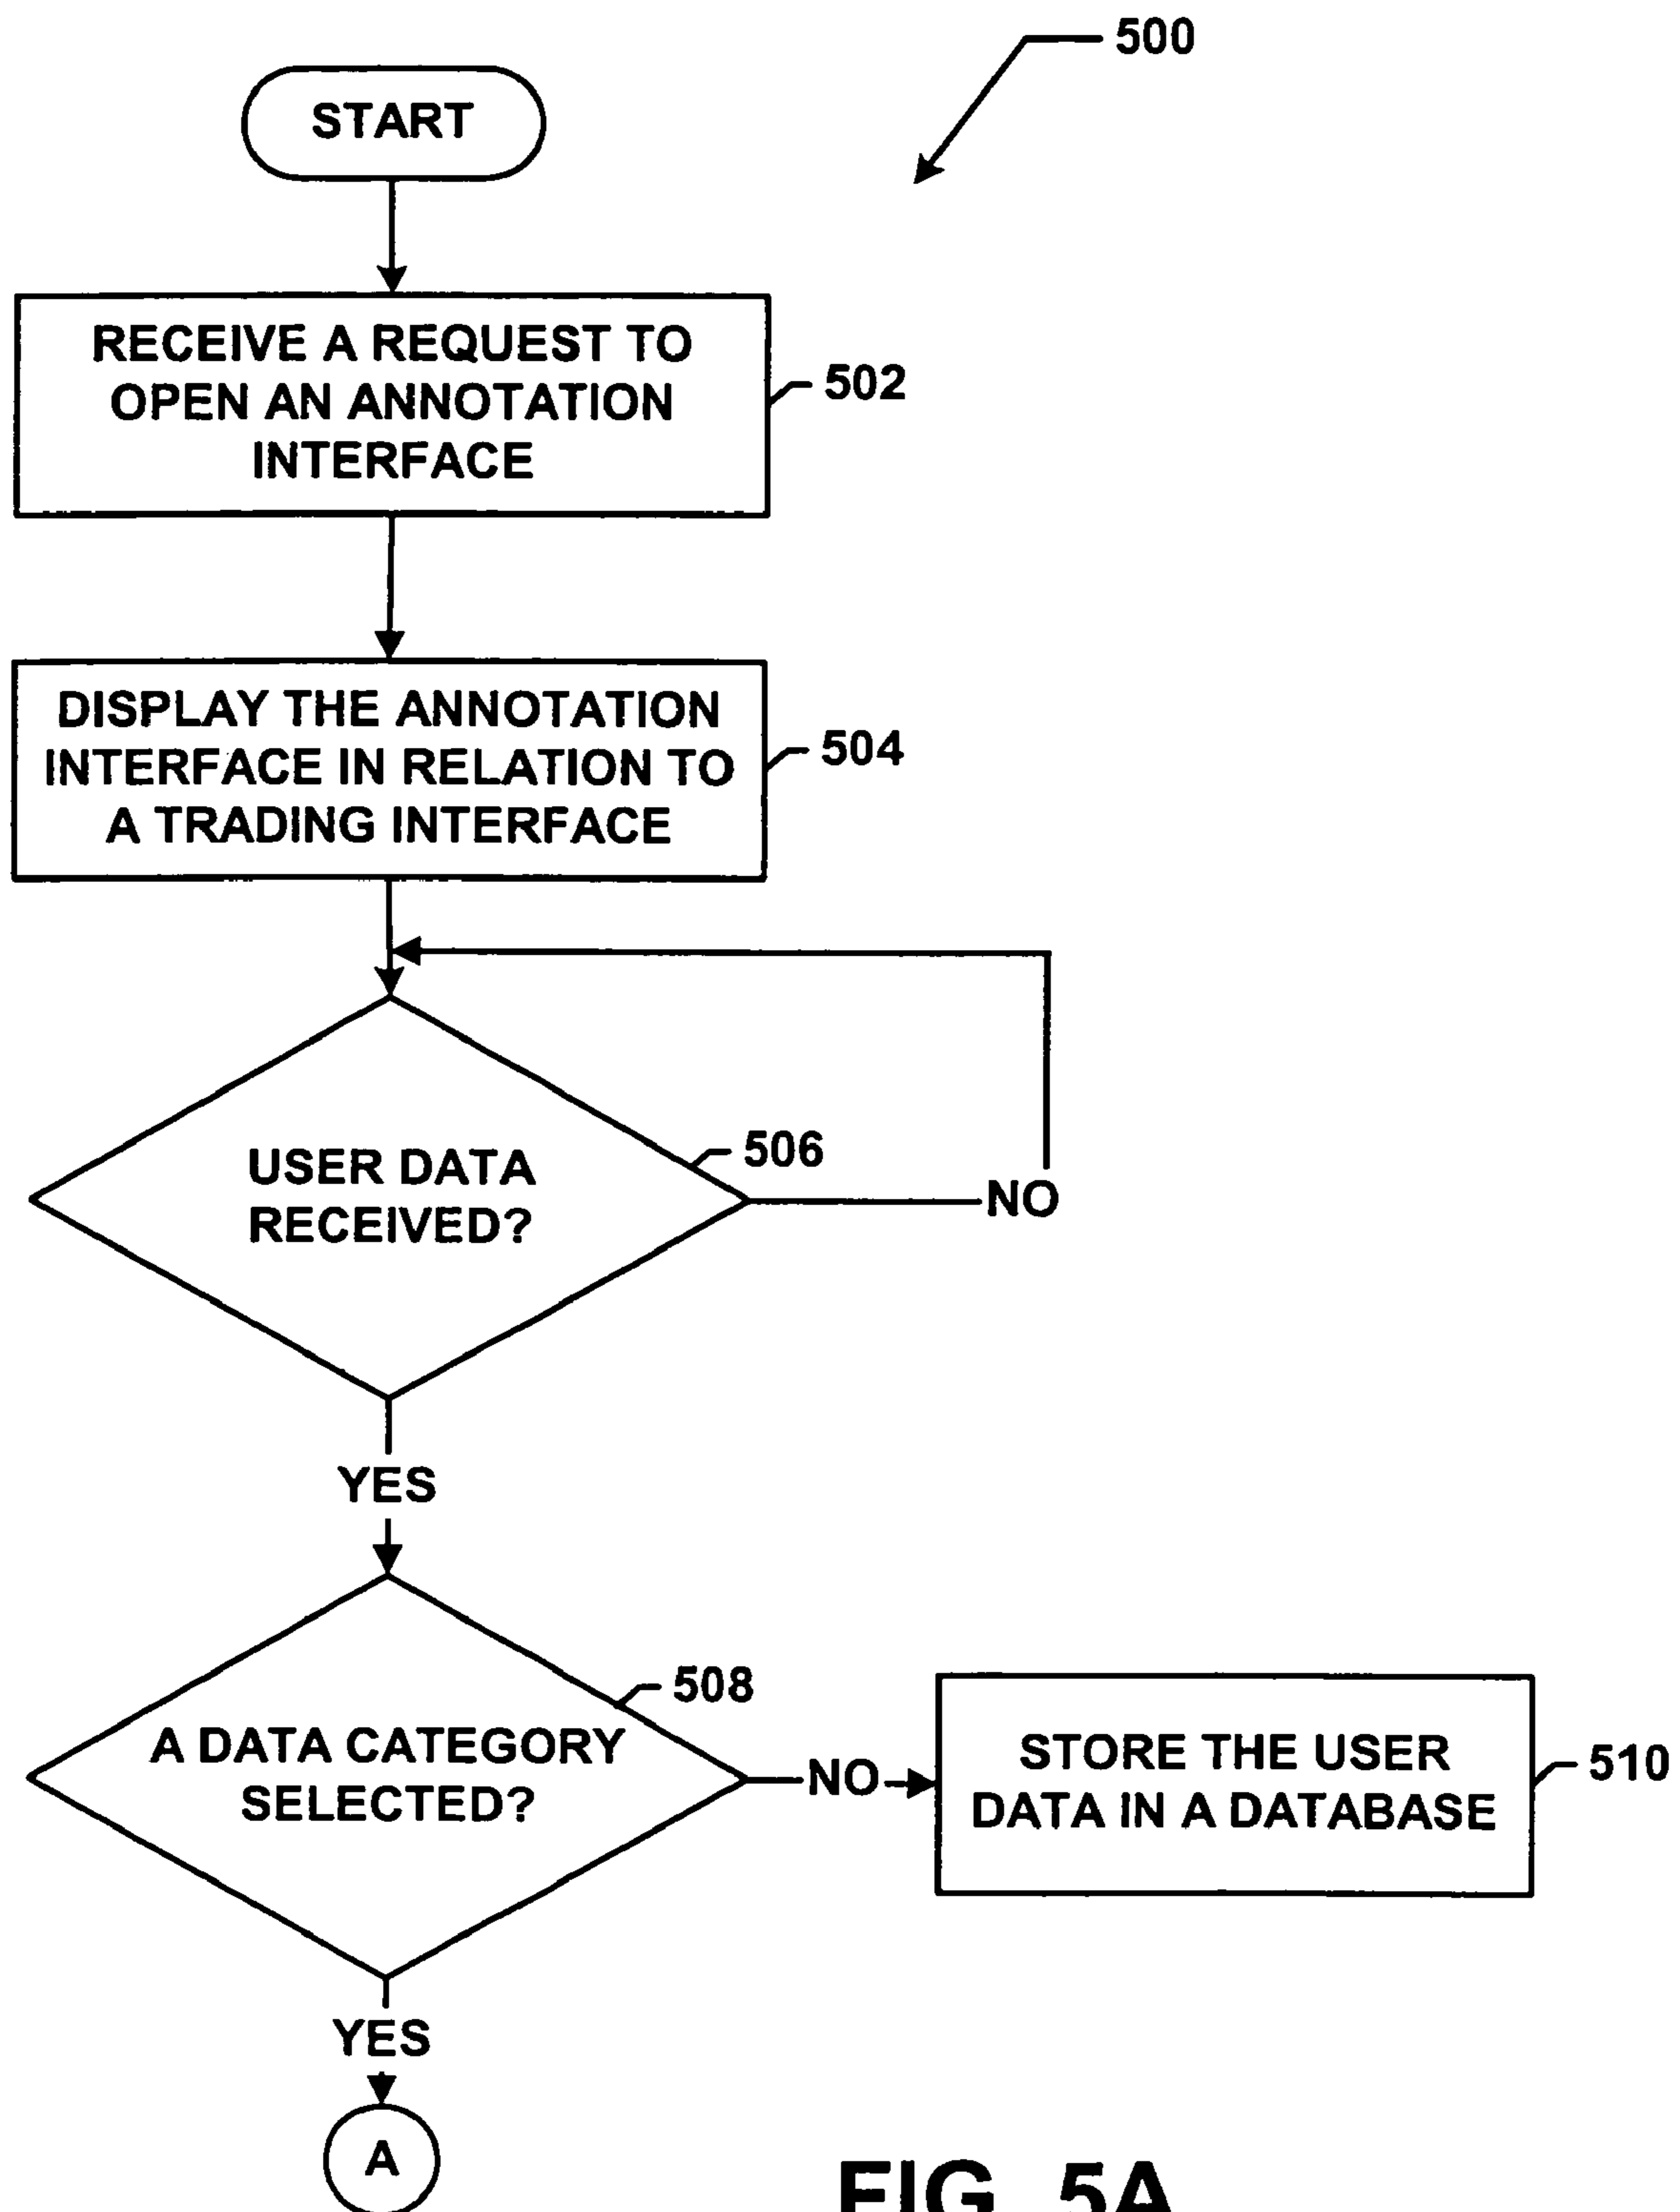 500
START
RECEIVE A REQUEST TO
OPEN AN ANNOTATION
INTERFACE
502
DISPLAY THE ANNOTATION
INTERFACE IN RELATION TO
A TRADING INTERFACE
504
506
USER DATA
RECEIVED?
NO
YES
508
A DATA CATEGORY
SELECTED?
NO
STORE THE USER
DATA IN A DATABASE
510
YES
A
FIG. 5A